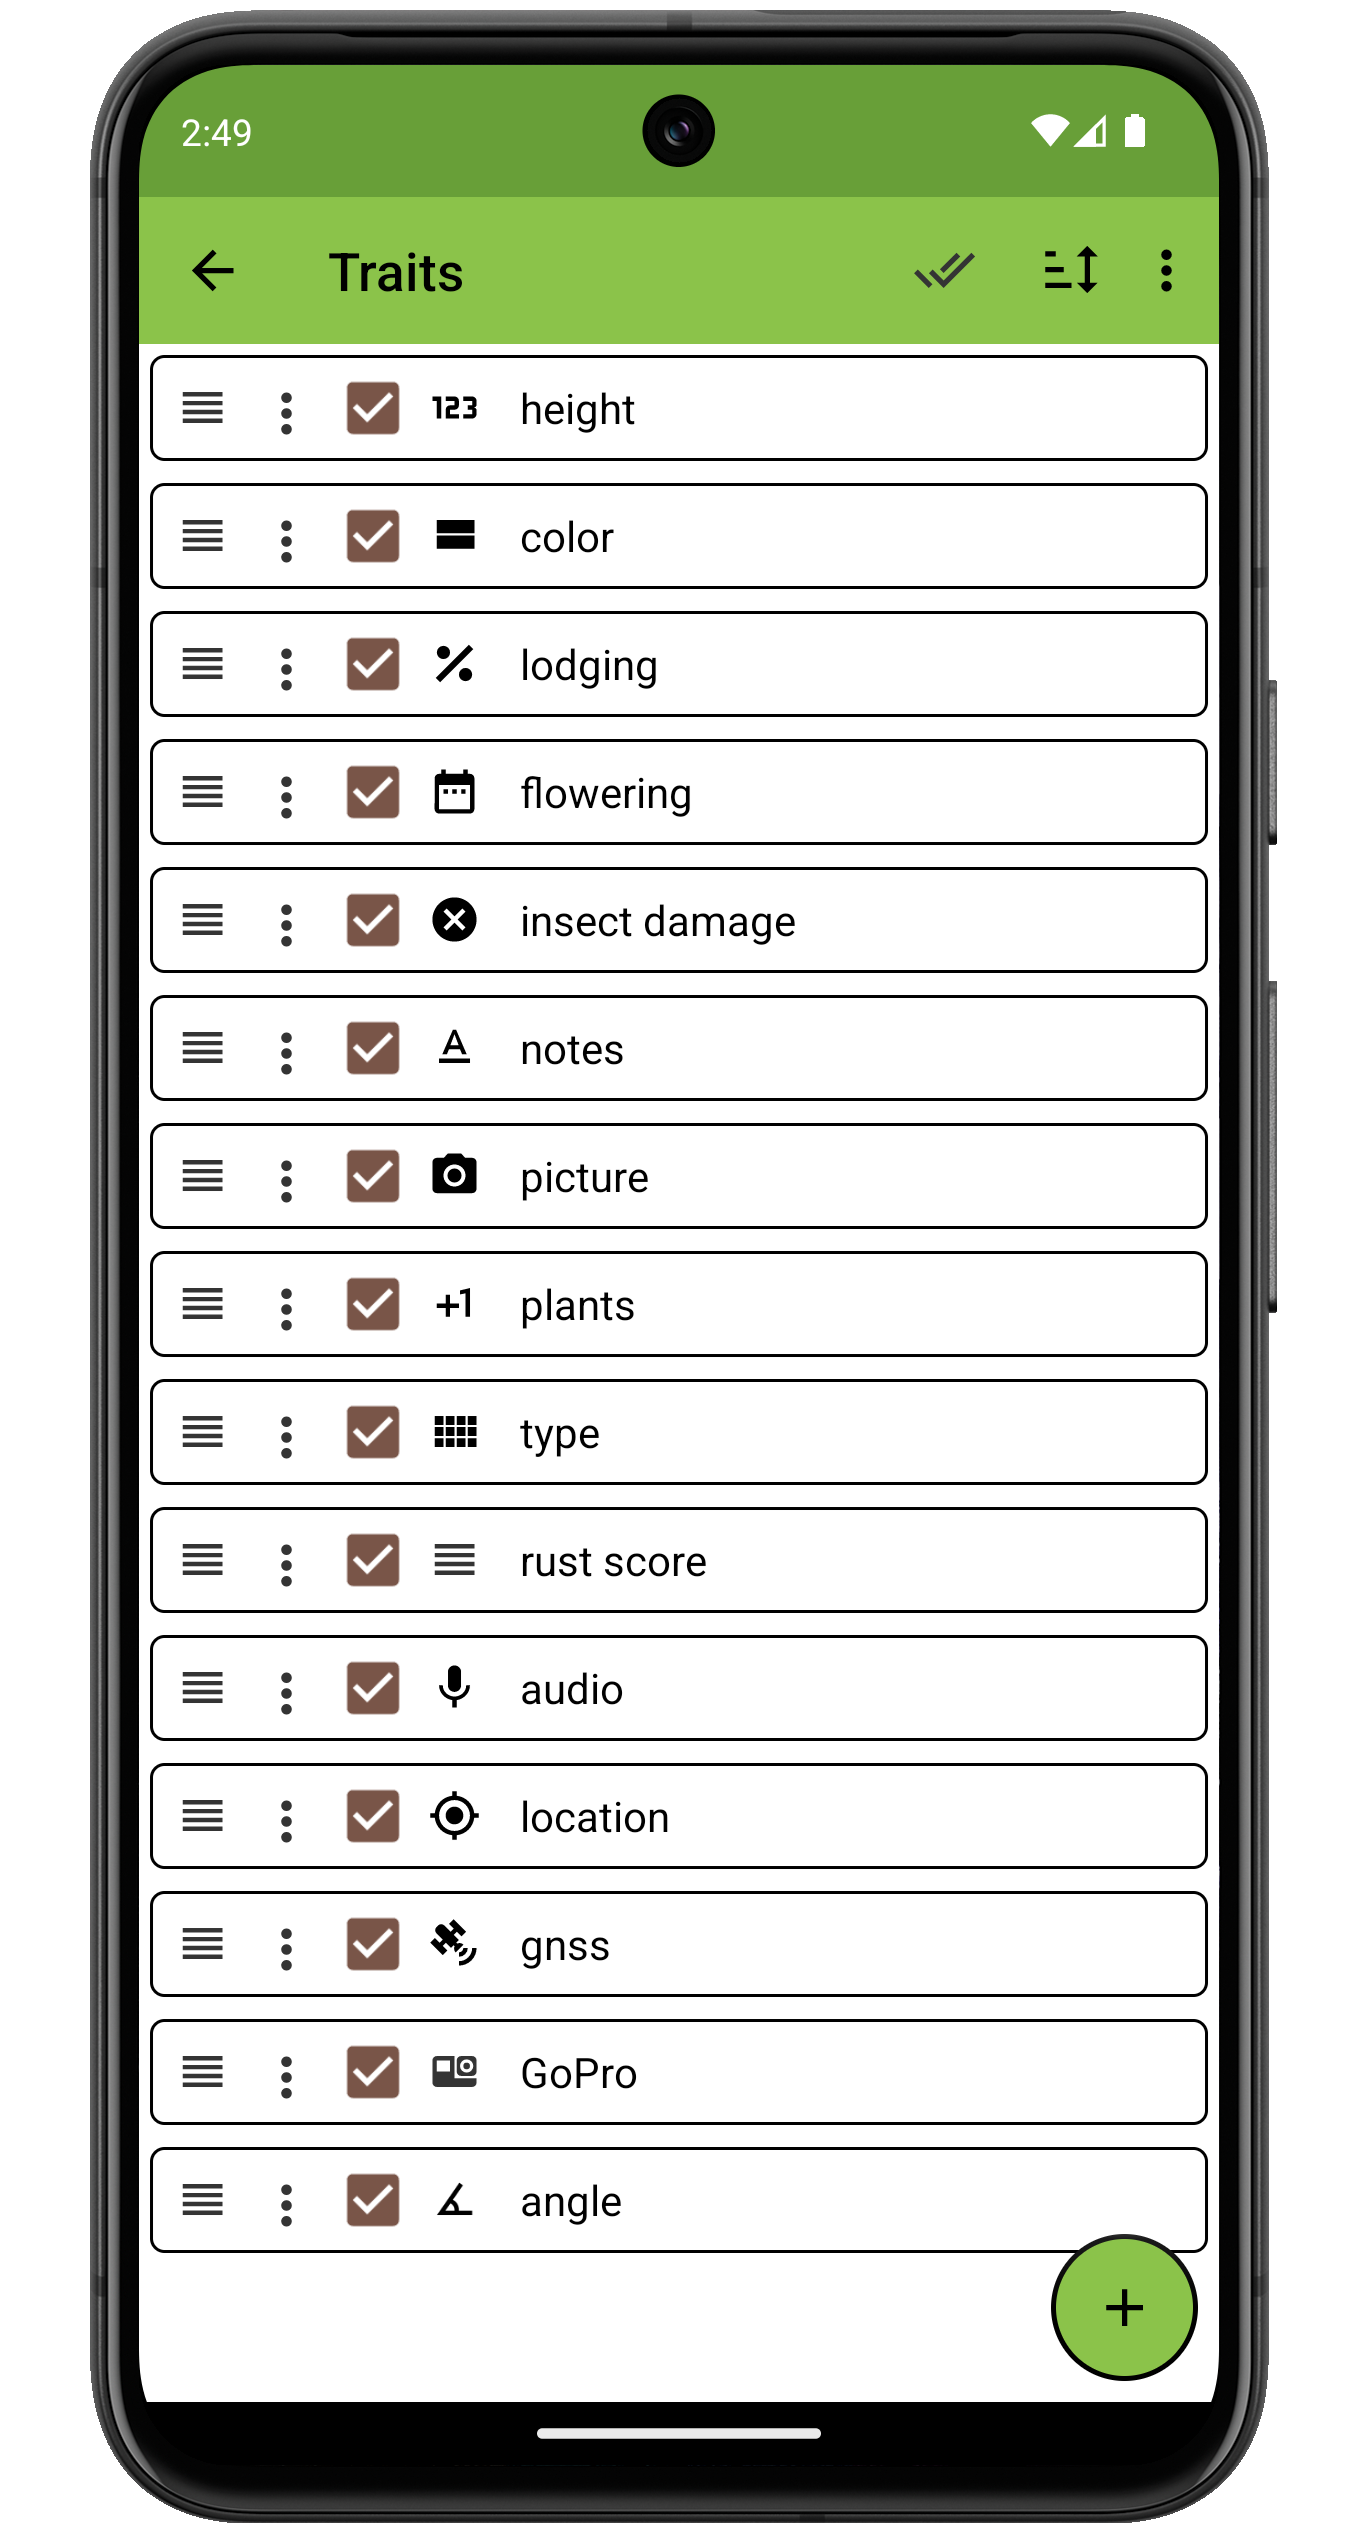 2:49
Traits
123 height
color
lodging
flowering
insect damage
A notes
picture
+1 plants
type
rust score
audio
location
gnss
GoPro
angle